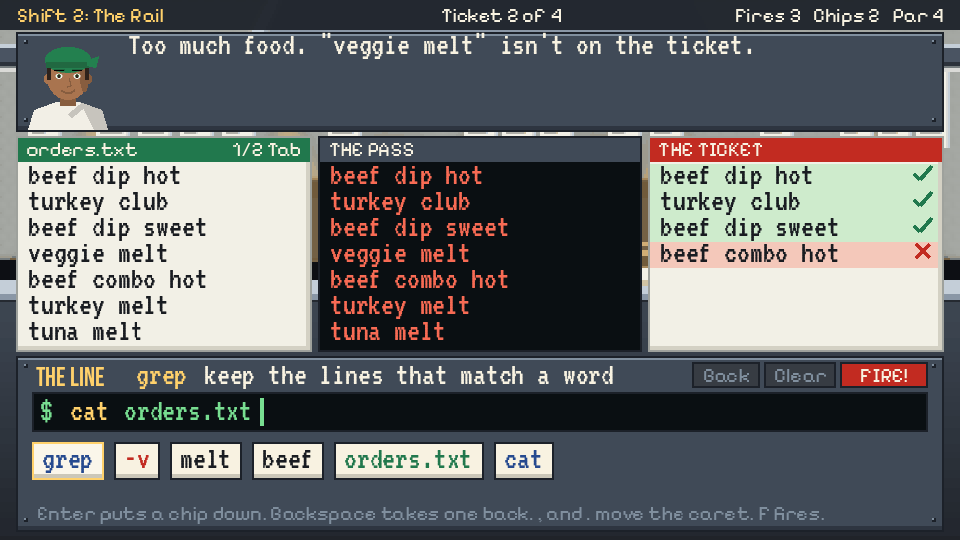 Shift 2: The Rail
Ticket 2 of 4
Fires 3 Chips 2 Par 4
Too much food. "veggie melt" isn't on the ticket.
orders.txt 1/2 Tab
beef dip hot
turkey club
beef dip sweet
veggie melt
beef combo hot
turkey melt
tuna melt
THE PASS
beef dip hot
turkey club
beef dip sweet
veggie melt
beef combo hot
turkey melt
tuna melt
THE TICKET
beef dip hot
turkey club
beef dip sweet
beef combo hot
THE LINE grep keep the lines that match a word
Back Clear FIRE!
$ cat orders.txt
grep -v melt beef orders.txt cat
Enter puts a chip down. Backspace takes one back. , and . move the caret. F fires.